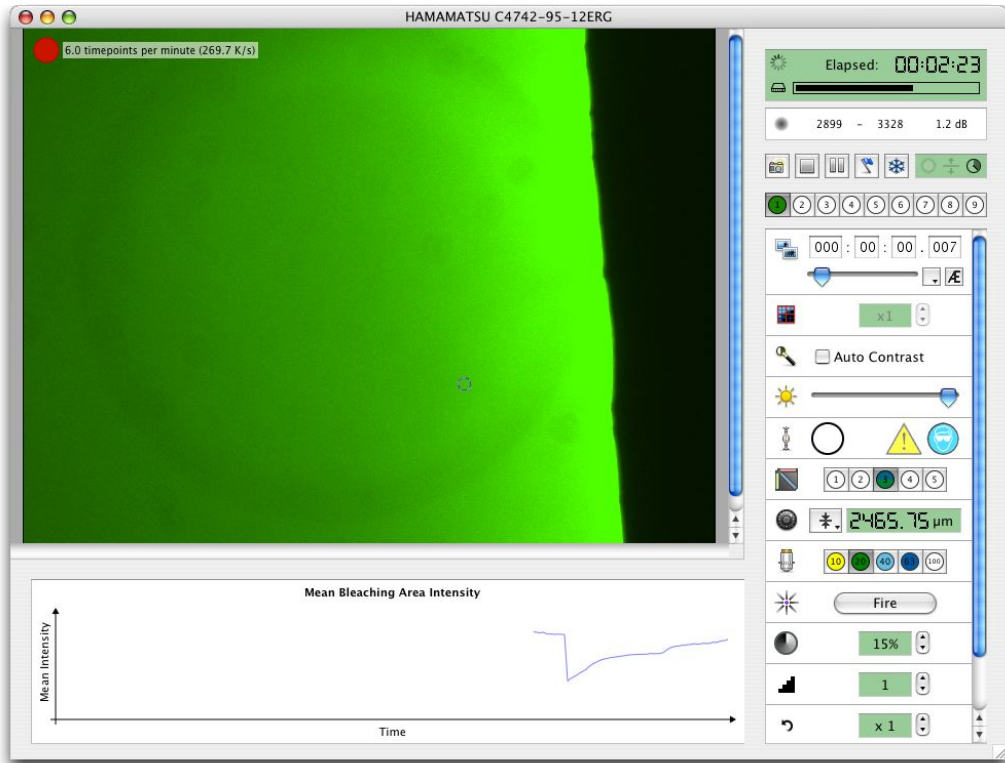 HAMAMATSU C4742-95-12ERG
6.0 timepoints per minute (269.7 K/s)
Elapsed: 00:02:23
2899 - 3328 1.2 dB
1 2 3 4 5 6 7 8 9
000 : 00 : 00 . 007
Æ
x1
Auto Contrast
1 2 3 4 5
2465.75 µm
10 20 40 63 100
Fire
15%
1
x 1
Mean Bleaching Area Intensity
Mean Intensity
Time